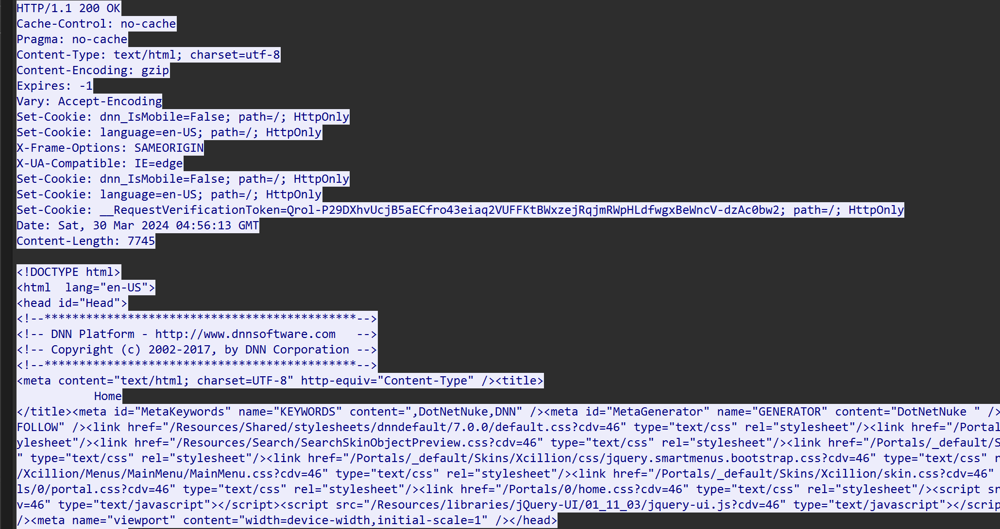 HTTP/1.1 200 OK
Cache-Control: no-cache
Pragma: no-cache
Content-Type: text/html; charset=utf-8
Content-Encoding: gzip
Expires: -1
Vary: Accept-Encoding
Set-Cookie: dnn_IsMobile=False; path=/; HttpOnly
Set-Cookie: language=en-US; path=/; HttpOnly
X-Frame-Options: SAMEORIGIN
X-UA-Compatible: IE=edge
Set-Cookie: dnn_IsMobile=False; path=/; HttpOnly
Set-Cookie: language=en-US; path=/; HttpOnly
Set-Cookie: __RequestVerificationToken=Qrol-P29DXhvUcjB5aECfro43eiaq2VUFFKtBWxzejRqjmRWpHLdfwgxBeWncV-dzAc0bw2; path=/; HttpOnly
Date: Sat, 30 Mar 2024 04:56:13 GMT
Content-Length: 7745
<!DOCTYPE html>
<html  lang="en-US">
<head id="Head">
<!--*********************************************-->
<!-- DNN Platform - http://www.dnnsoftware.com   -->
<!-- Copyright (c) 2002-2017, by DNN Corporation -->
<!--*********************************************-->
<meta content="text/html; charset=UTF-8" http-equiv="Content-Type" /><title>
Home
</title><meta id="MetaKeywords" name="KEYWORDS" content=",DotNetNuke,DNN" /><meta id="MetaGenerator" name="GENERATOR" content="DotNetNuke " />
FOLLOW" /><link href="/Resources/Shared/stylesheets/dnndefault/7.0.0/default.css?cdv=46" type="text/css" rel="stylesheet"/><link href="/Portal
ylesheet"/><link href="/Resources/Search/SearchSkinObjectPreview.css?cdv=46" type="text/css" rel="stylesheet"/><link href="/Portals/_default/S
" type="text/css" rel="stylesheet"/><link href="/Portals/_default/Skins/Xcillion/css/jquery.smartmenus.bootstrap.css?cdv=46" type="text/css" r
/Xcillion/Menus/MainMenu/MainMenu.css?cdv=46" type="text/css" rel="stylesheet"/><link href="/Portals/_default/Skins/Xcillion/skin.css?cdv=46"
ls/0/portal.css?cdv=46" type="text/css" rel="stylesheet"/><link href="/Portals/0/home.css?cdv=46" type="text/css" rel="stylesheet"/><script sr
v=46" type="text/javascript"></script><script src="/Resources/libraries/jQuery-UI/01_11_03/jquery-ui.js?cdv=46" type="text/javascript"></scrip
/><meta name="viewport" content="width=device-width,initial-scale=1" /></head>